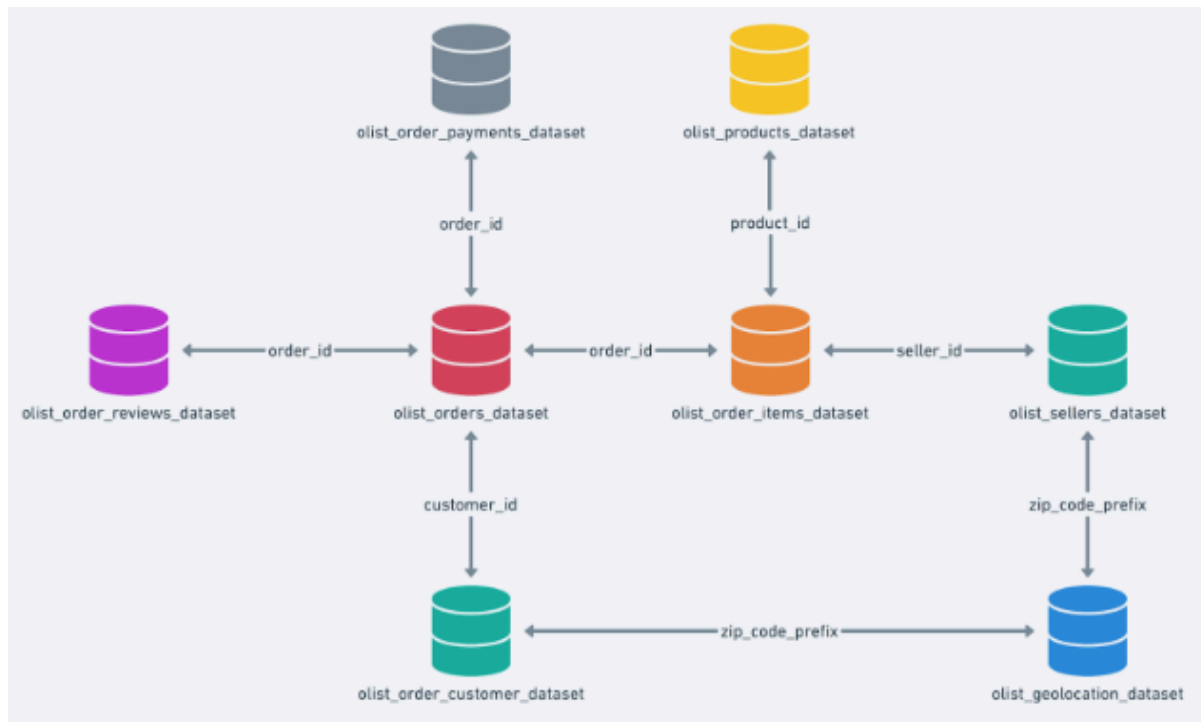 olist_order_payments_dataset
olist_products_dataset
order_id
product_id
order_id
order_id
seller_id
olist_order_reviews_dataset
olist_orders_dataset
olist_order_items_dataset
olist_sellers_dataset
customer_id
zip_code_prefix
zip_code_prefix
olist_order_customer_dataset
olist_geolocation_dataset